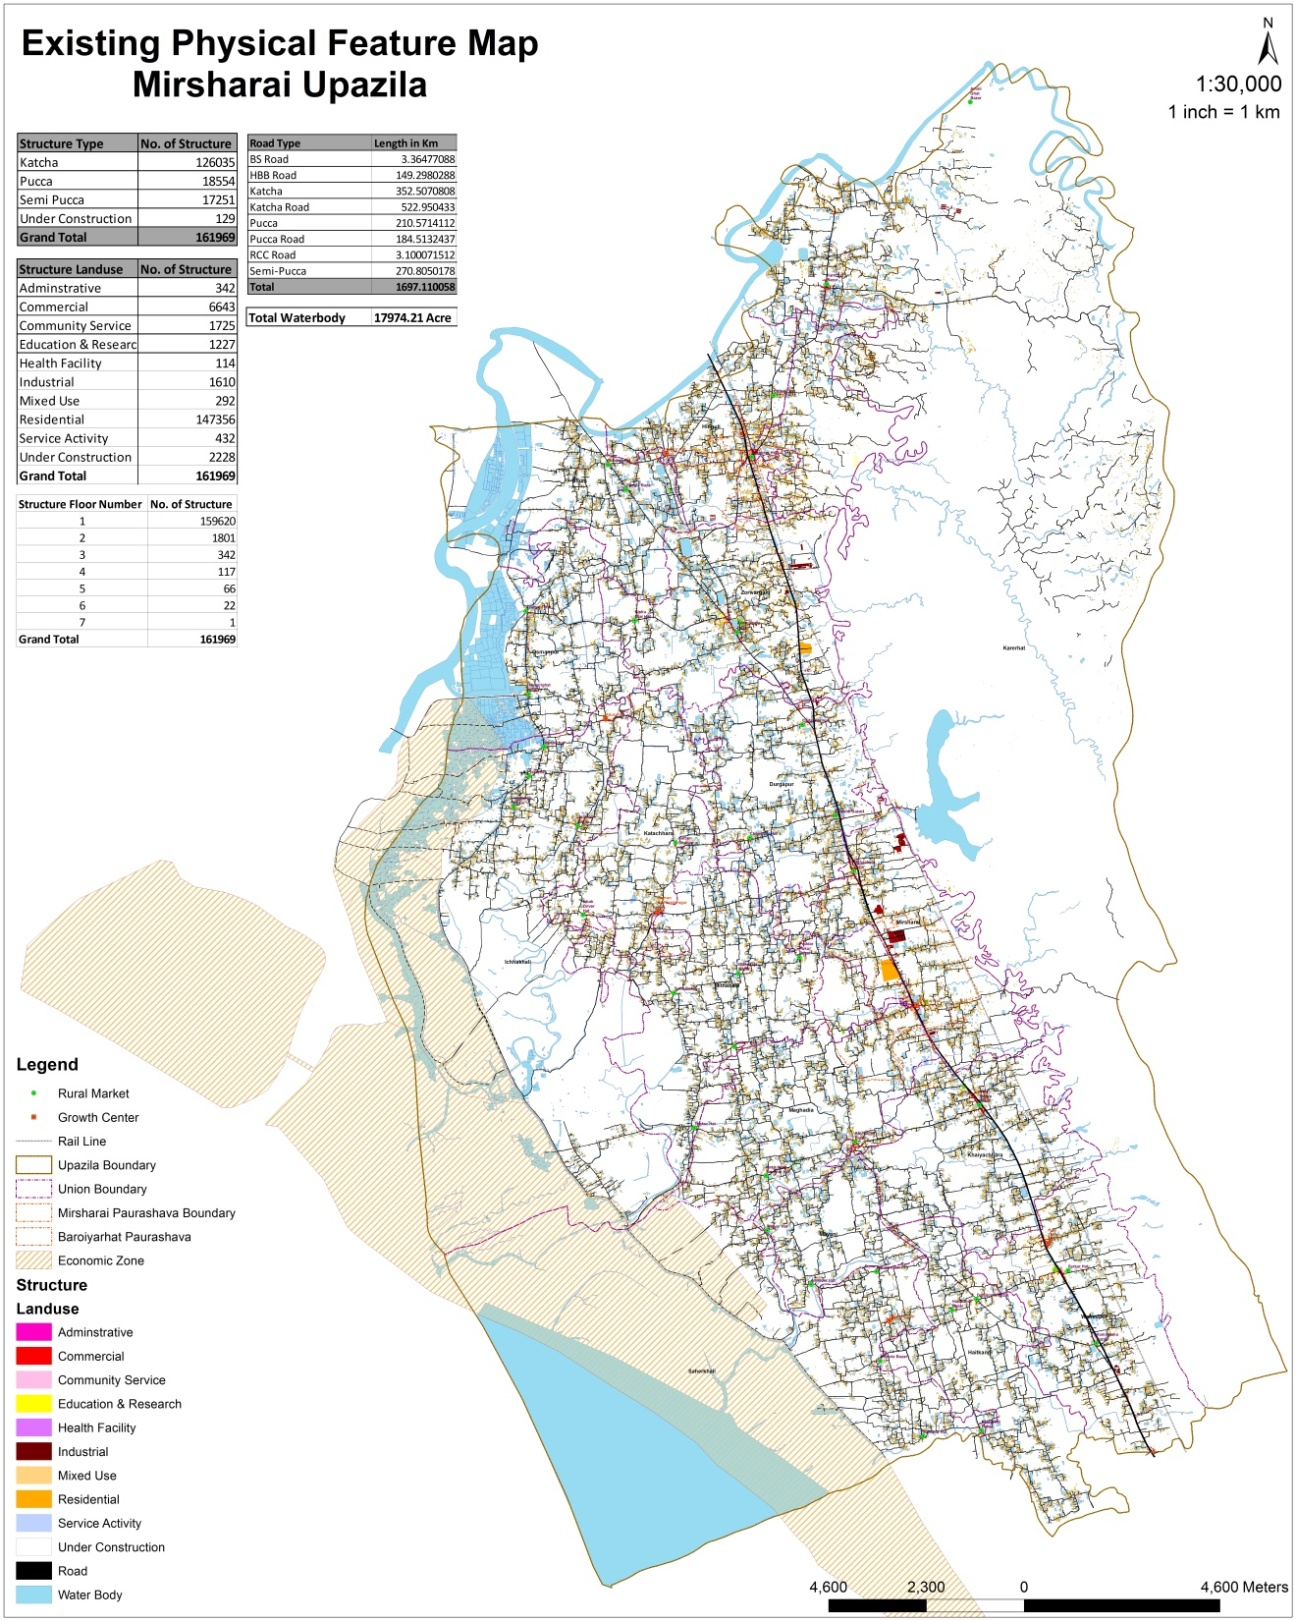 Existing Physical Feature Map
Mirsharai Upazila
N
1:30,000
1 inch = 1 km
Structure Type No. of Structure
Katcha 126035
Pucca 18554
Semi Pucca 17251
Under Construction 129
Grand Total 161969
Structure Landuse No. of Structure
Adminstrative 342
Commercial 6643
Community Service 1725
Education & Researc 1227
Health Facility 114
Industrial 1610
Mixed Use 292
Residential 147356
Service Activity 432
Under Construction 2228
Grand Total 161969
Structure Floor Number No. of Structure
1 159620
2 1801
3 342
4 117
5 66
6 22
7 1
Grand Total 161969
Road Type Length in Km
BS Road 3.36477088
HBB Road 149.2980288
Katcha 352.5070808
Katcha Road 522.950433
Pucca 210.5714112
Pucca Road 184.5132437
RCC Road 3.100071512
Semi-Pucca 270.8050178
Total 1697.110058
Total Waterbody 17974.21 Acre
Karerhat
Durgapur
Katachhara
Ichhakhali
Meghadia
Khaiyachhara
Haitkandi
Saherkhali
Legend
Rural Market
Growth Center
Rail Line
Upazila Boundary
Union Boundary
Mirsharai Paurashava Boundary
Baroiyarhat Paurashava
Economic Zone
Structure
Landuse
Adminstrative
Commercial
Community Service
Education & Research
Health Facility
Industrial
Mixed Use
Residential
Service Activity
Under Construction
Road
Water Body
4,600 2,300 0 4,600 Meters